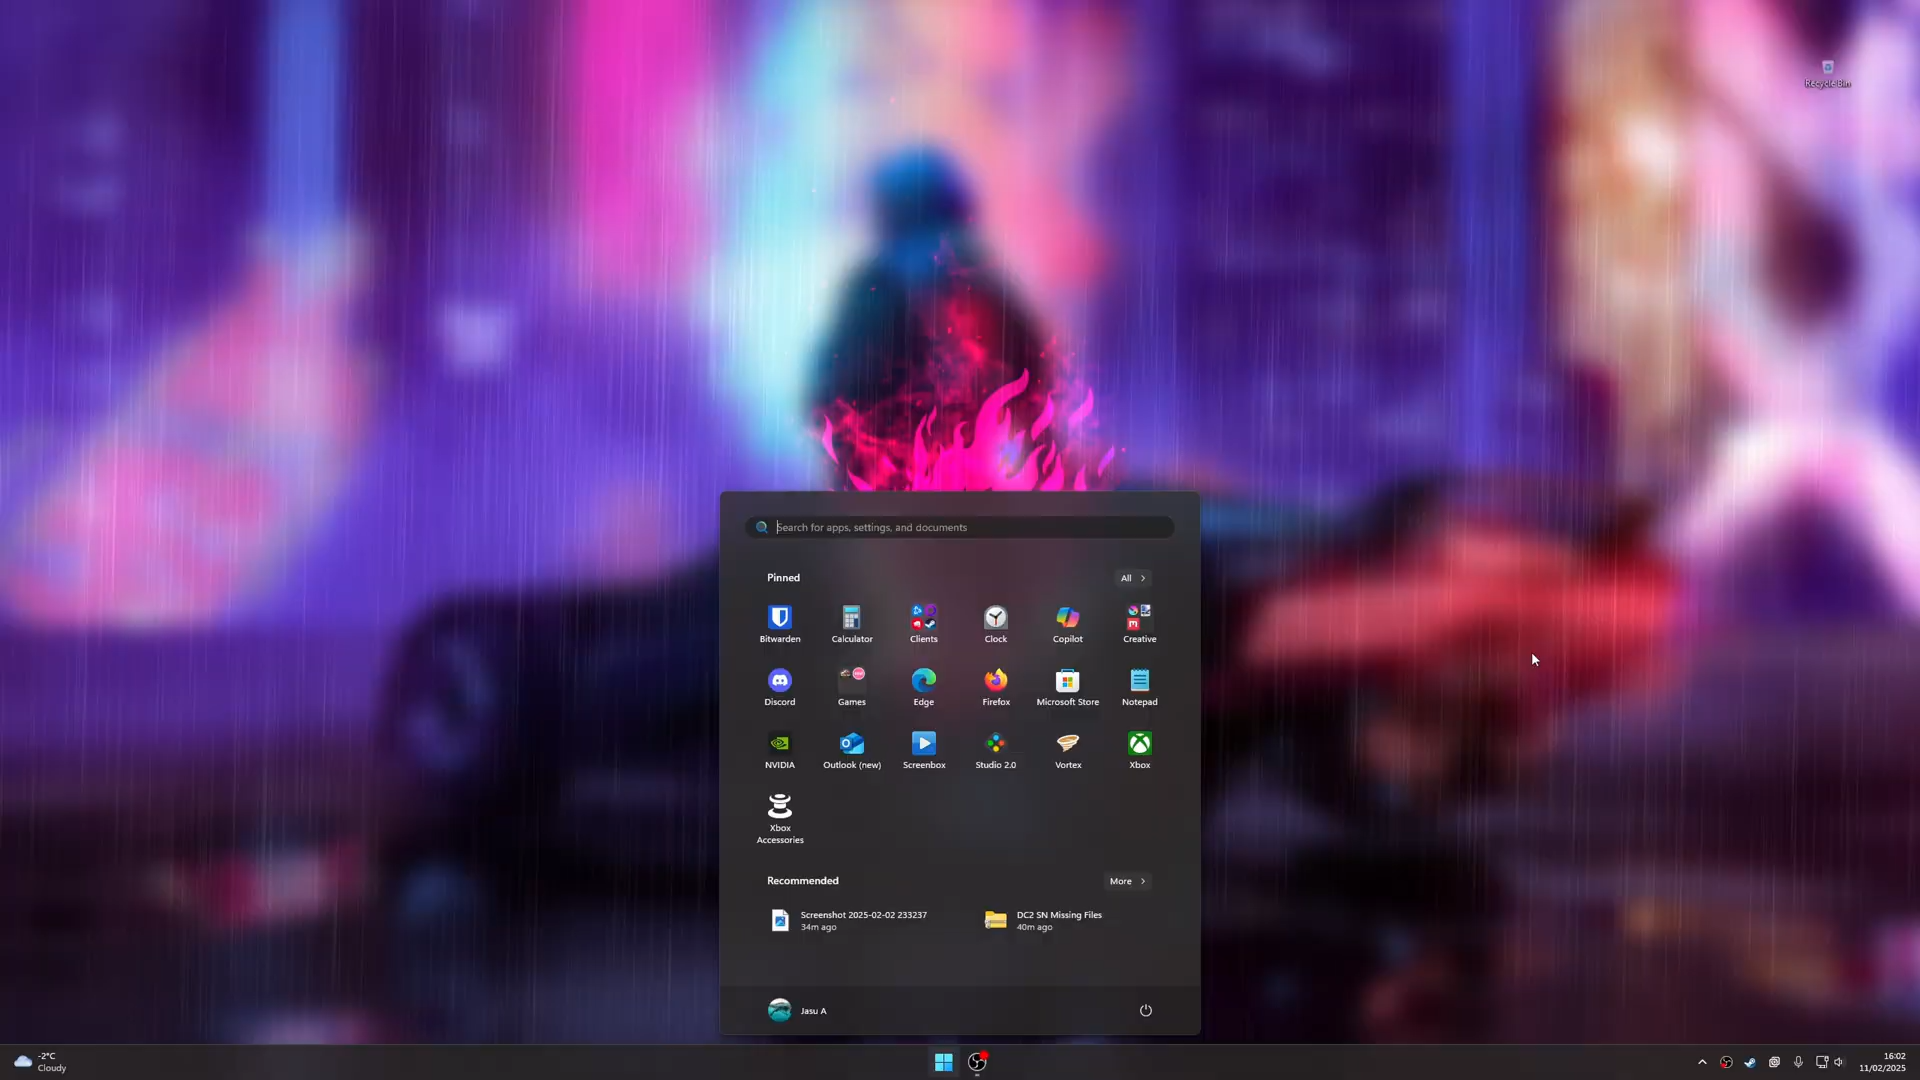 Recycle Bin
Search for apps, settings, and documents
Pinned
All
Bitwarden
Calculator
Clients
Clock
Copilot
Creative
Discord
Games
Edge
Firefox
Microsoft Store
Notepad
NVIDIA
Outlook (new)
Screenbox
Studio 2.0
Vortex
Xbox
Xbox
Accessories
Recommended
More
Screenshot 2025-02-02 233237
34m ago
DC2 SN Missing Files
40m ago
Jasu A
-2°C
Cloudy
16:02
11/02/2025